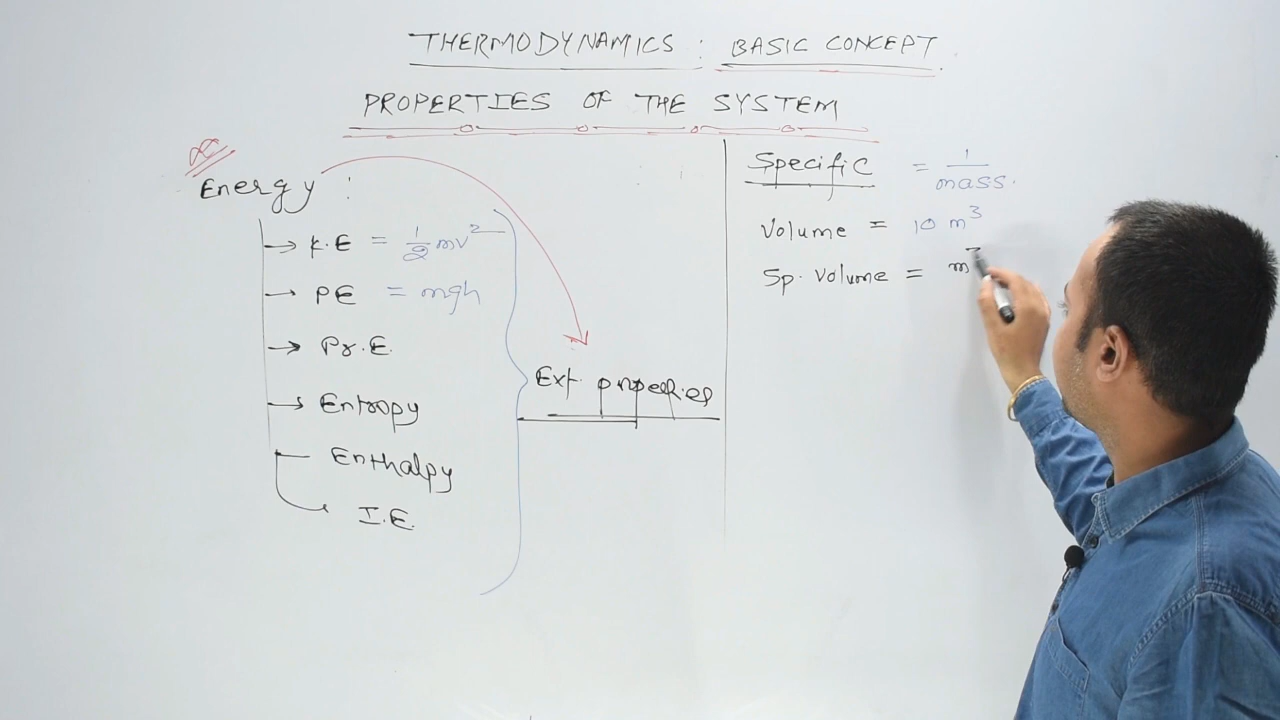 THERMODYNAMICS : BASIC CONCEPT.
PROPERTIES OF THE SYSTEM
Energy :
→ K.E = 1/2 mv²
→ PE = mgh
→ Pr.E.
→ Entropy
Enthalpy
I.E.
Ext. properties
Specific = 1/mass.
Volume = 10 m³
Sp. Volume = m